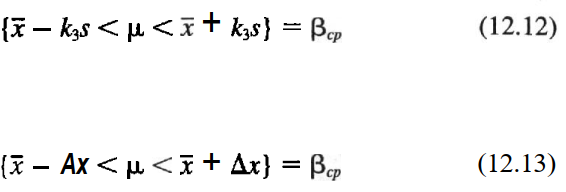 {x̄ − k₃s < μ < x̄ + k₃s} = β_cp (12.12)
{x̄ − Ax < μ < x̄ + Δx} = β_cp (12.13)